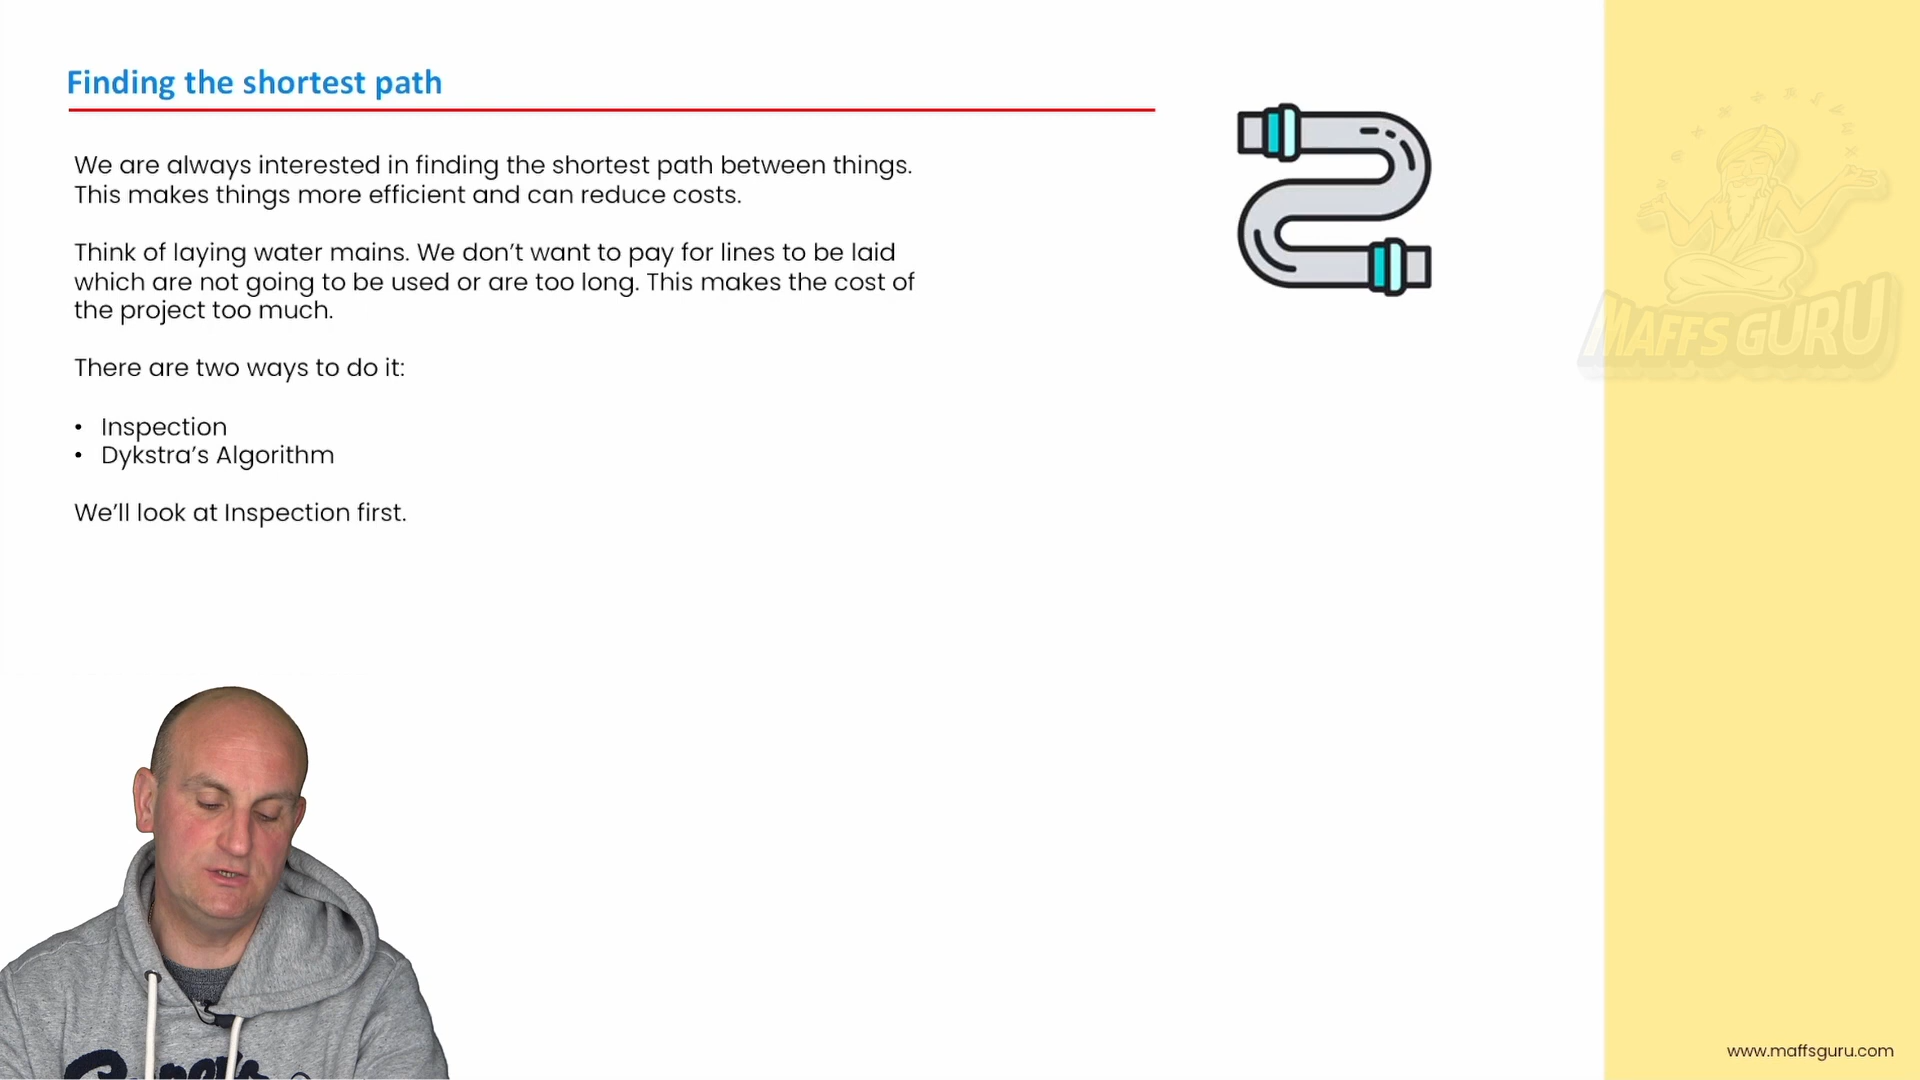 Finding the shortest path
We are always interested in finding the shortest path between things.
This makes things more efficient and can reduce costs.
Think of laying water mains. We don’t want to pay for lines to be laid
which are not going to be used or are too long. This makes the cost of
the project too much.
There are two ways to do it:
• Inspection
• Dykstra’s Algorithm
We’ll look at Inspection first.
MAFFS GURU
www.maffsguru.com